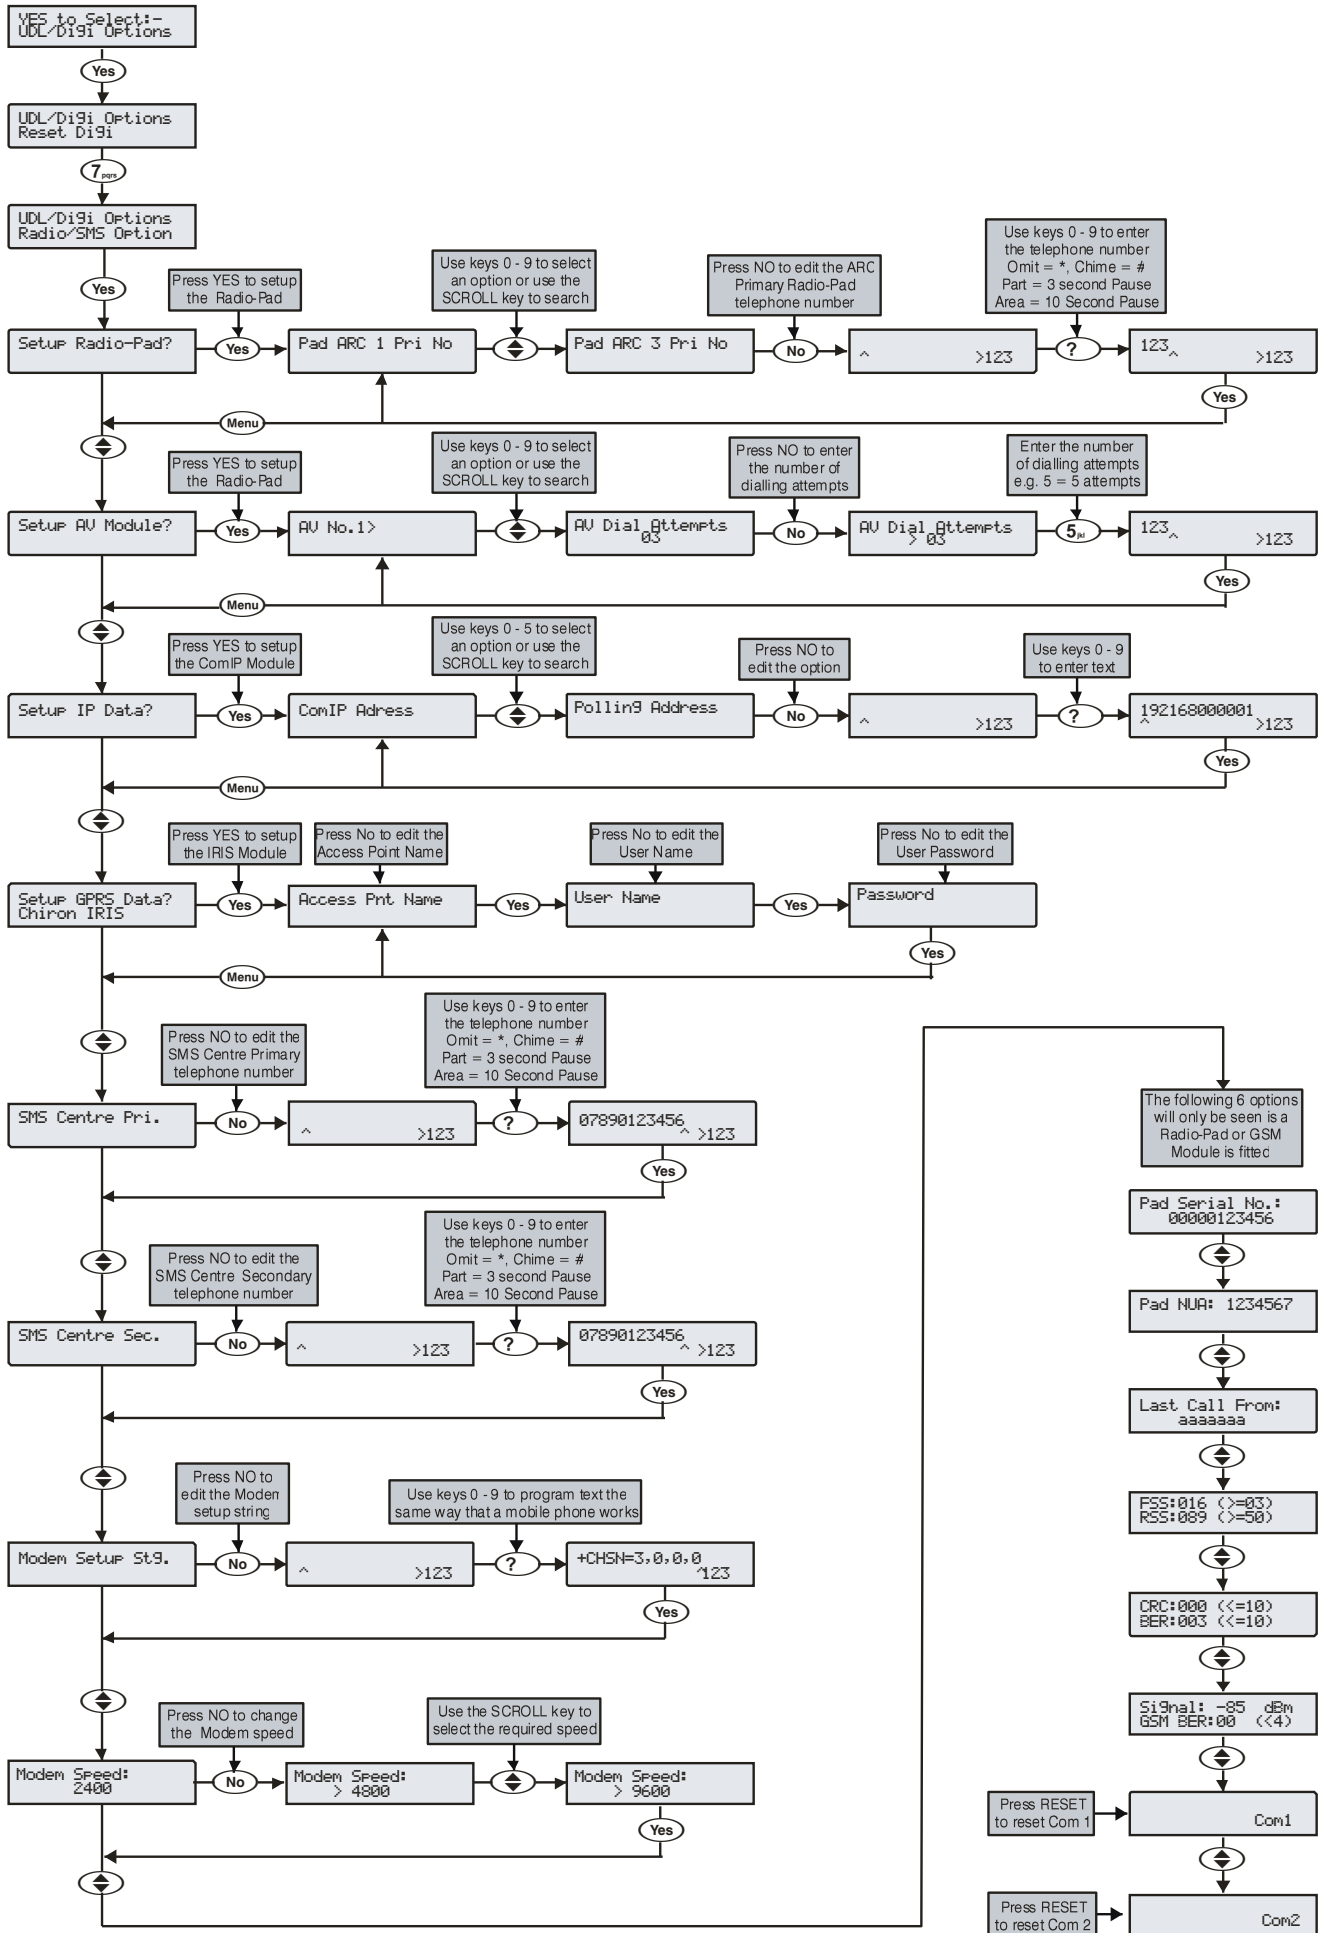 YES to Select:-
UDL/Digi Options
Yes
UDL/Digi Options
Reset Digi
7pqrs
UDL/Digi Options
Radio/SMS Option
Yes
Press YES to setup
the Radio-Pad
Use keys 0 - 9 to select
an option or use the
SCROLL key to search
Press NO to edit the ARC
Primary Radio-Pad
telephone number
Use keys 0 - 9 to enter
the telephone number
Omit = *, Chime = #
Part = 3 second Pause
Area = 10 Second Pause
Setup Radio-Pad?
Yes
Pad ARC 1 Pri No
Pad ARC 3 Pri No
No
^ >123
?
123^ >123
Yes
Menu
Press YES to setup
the Radio-Pad
Use keys 0 - 9 to select
an option or use the
SCROLL key to search
Press NO to enter
the number of
dialling attempts
Enter the number
of dialling attempts
e.g. 5 = 5 attempts
Setup AV Module?
Yes
AV No.1>
AV Dial Attempts
03
No
AV Dial Attempts
> 03
5jkl
123^ >123
Yes
Menu
Press YES to setup
the ComIP Module
Use keys 0 - 5 to select
an option or use the
SCROLL key to search
Press NO to
edit the option
Use keys 0 - 9
to enter text
Setup IP Data?
Yes
ComIP Adress
Polling Address
No
^ >123
?
192168000001
^ >123
Yes
Menu
Press YES to setup
the IRIS Module
Press No to edit the
Access Point Name
Press No to edit the
User Name
Press No to edit the
User Password
Setup GPRS Data?
Chiron IRIS
Yes
Access Pnt Name
Yes
User Name
Yes
Password
Yes
Menu
Press NO to edit the
SMS Centre Primary
telephone number
Use keys 0 - 9 to enter
the telephone number
Omit = *, Chime = #
Part = 3 second Pause
Area = 10 Second Pause
SMS Centre Pri.
No
^ >123
?
07890123456
^ >123
Yes
Press NO to edit the
SMS Centre Secondary
telephone number
Use keys 0 - 9 to enter
the telephone number
Omit = *, Chime = #
Part = 3 second Pause
Area = 10 Second Pause
SMS Centre Sec.
No
^ >123
?
07890123456
^ >123
Yes
Press NO to
edit the Modem
setup string
Use keys 0 - 9 to program text the
same way that a mobile phone works
Modem Setup Stg.
No
^ >123
?
+CHSN=3,0,0,0
^123
Yes
Press NO to change
the Modem speed
Use the SCROLL key to
select the required speed
Modem Speed:
2400
No
Modem Speed:
> 4800
Modem Speed:
> 9600
Yes
The following 6 options
will only be seen is a
Radio-Pad or GSM
Module is fitted
Pad Serial No.:
00000123456
Pad NUA: 1234567
Last Call From:
aaaaaaa
FSS:016 (>=03)
RSS:089 (>=50)
CRC:000 (<=10)
BER:003 (<=10)
Signal: -85 dBm
GSM BER:00 (<4)
Press RESET
to reset Com 1
Com1
Press RESET
to reset Com 2
Com2